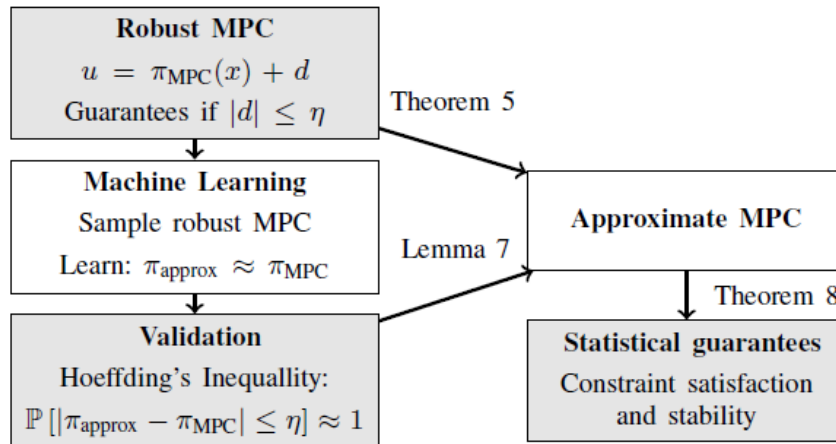 Robust MPC
u = π_MPC(x) + d
Guarantees if |d| ≤ η
Theorem 5
Machine Learning
Sample robust MPC
Learn: π_approx ≈ π_MPC
Approximate MPC
Lemma 7
Validation
Hoeffding's Inequallity:
ℙ [|π_approx − π_MPC| ≤ η] ≈ 1
Theorem 8
Statistical guarantees
Constraint satisfaction
and stability